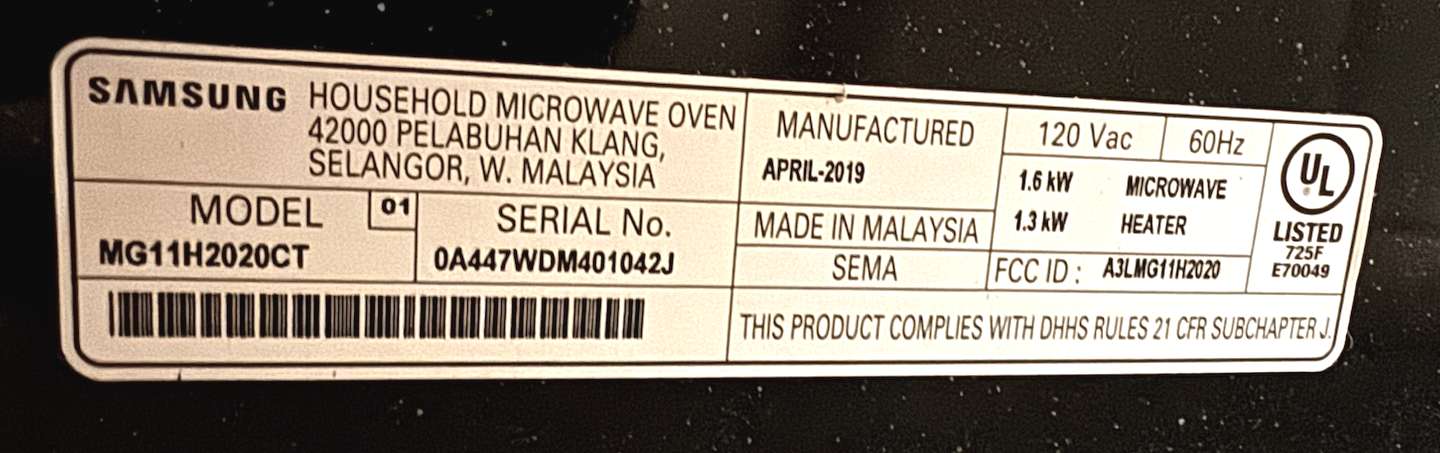 SAMSUNG HOUSEHOLD MICROWAVE OVEN
42000 PELABUHAN KLANG,
SELANGOR, W. MALAYSIA
MODEL 01
MG11H2020CT
SERIAL No.
0A447WDM401042J
MANUFACTURED
APRIL-2019
MADE IN MALAYSIA
SEMA
120 Vac 60Hz
1.6 kW MICROWAVE
1.3 kW HEATER
FCC ID : A3LMG11H2020
UL
LISTED
725F
E70049
THIS PRODUCT COMPLIES WITH DHHS RULES 21 CFR SUBCHAPTER J.